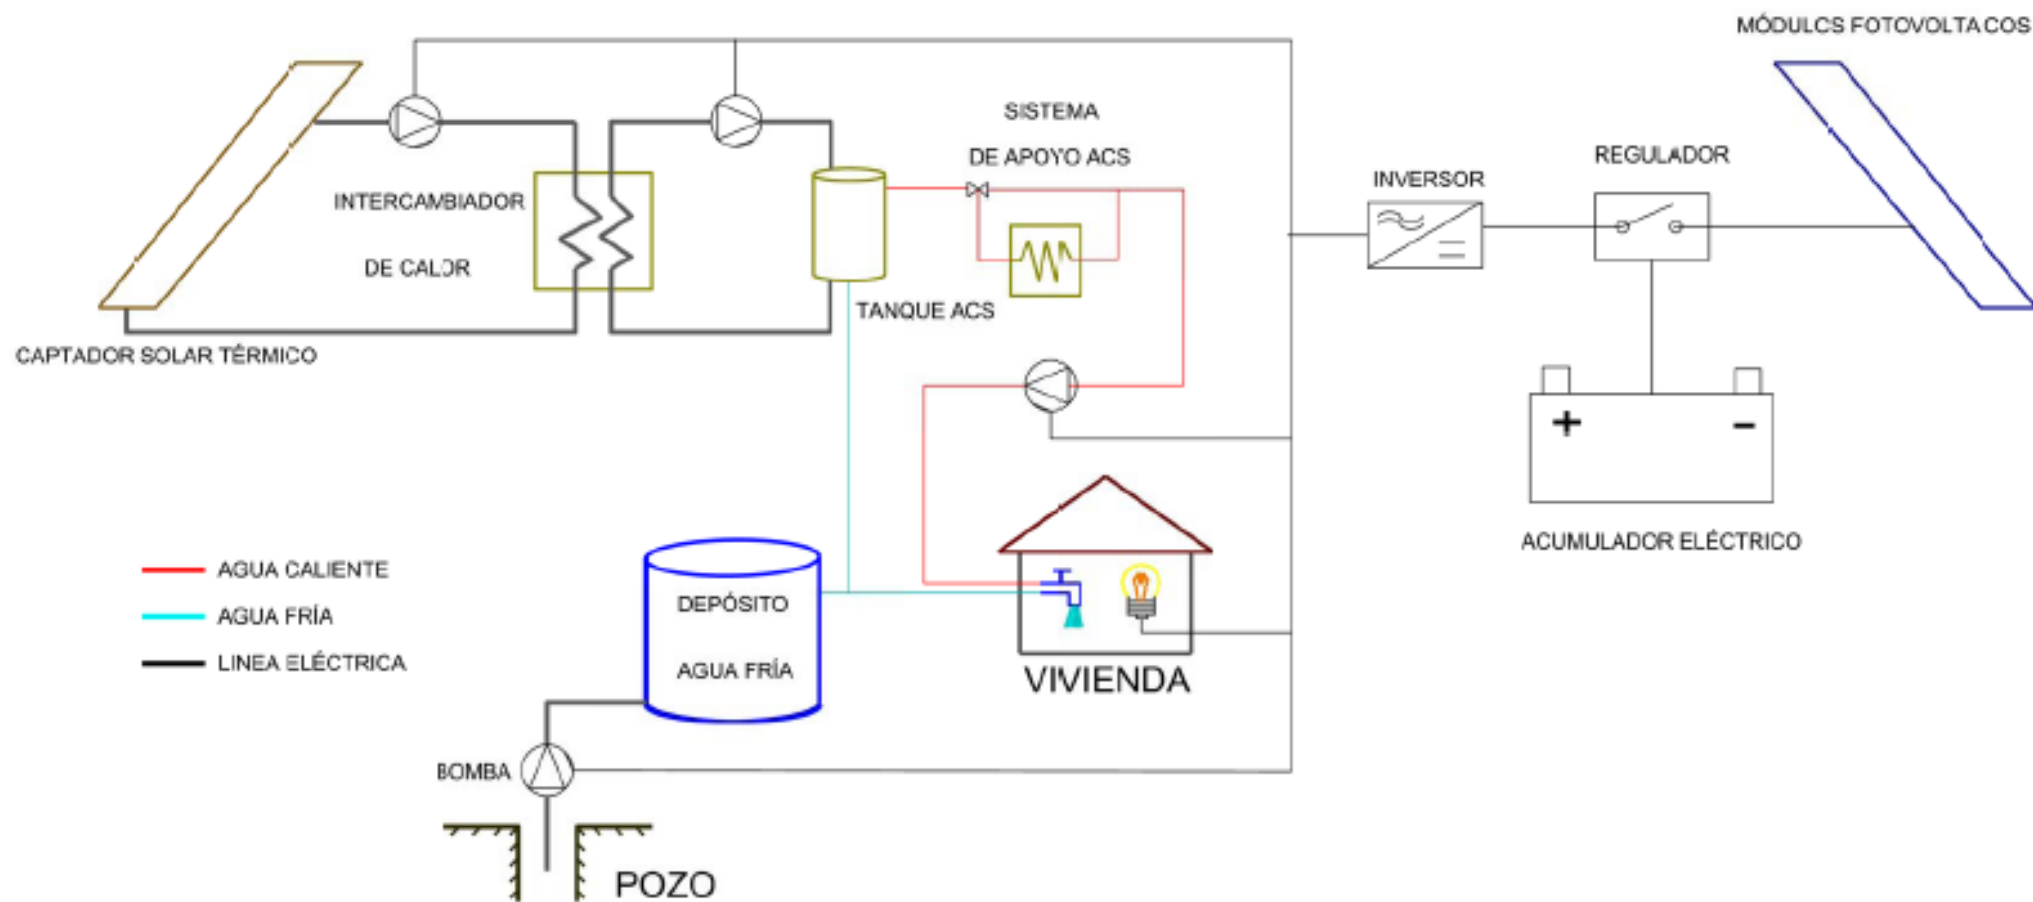 MÓDULCS FOTOVOLTA COS
SISTEMA
DE APOYO ACS
REGULADOR
INVERSOR
INTERCAMBIADOR
DE CALOR
TANQUE ACS
CAPTADOR SOLAR TÉRMICO
+
-
ACUMULADOR ELÉCTRICO
AGUA CALIENTE
AGUA FRÍA
LINEA ELÉCTRICA
DEPÓSITO
AGUA FRÍA
VIVIENDA
BOMBA
POZO